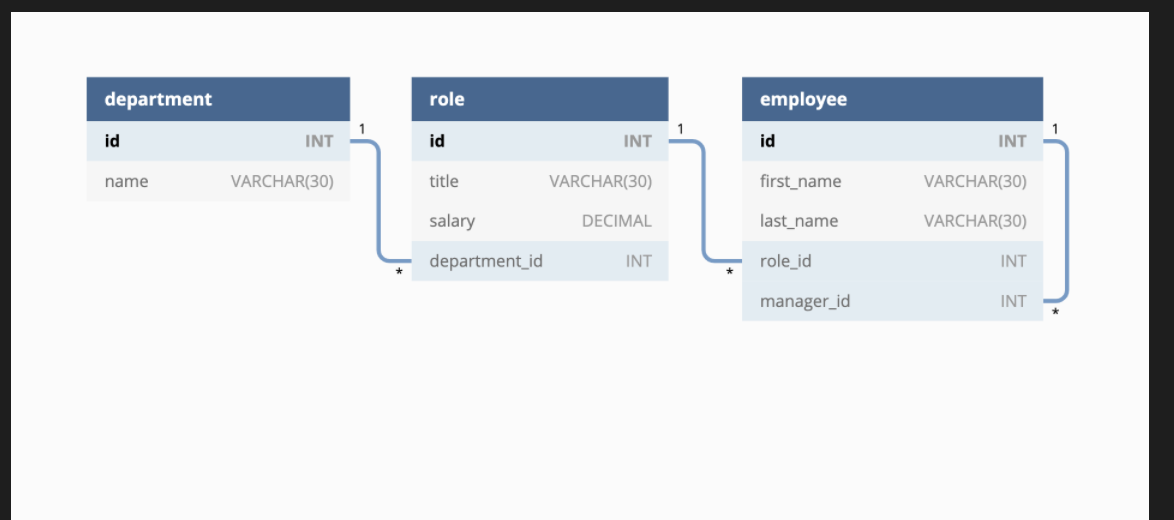 department
id INT
name VARCHAR(30)
1
*
role
id INT
title VARCHAR(30)
salary DECIMAL
department_id INT
1
*
employee
id INT
first_name VARCHAR(30)
last_name VARCHAR(30)
role_id INT
manager_id INT
1
*